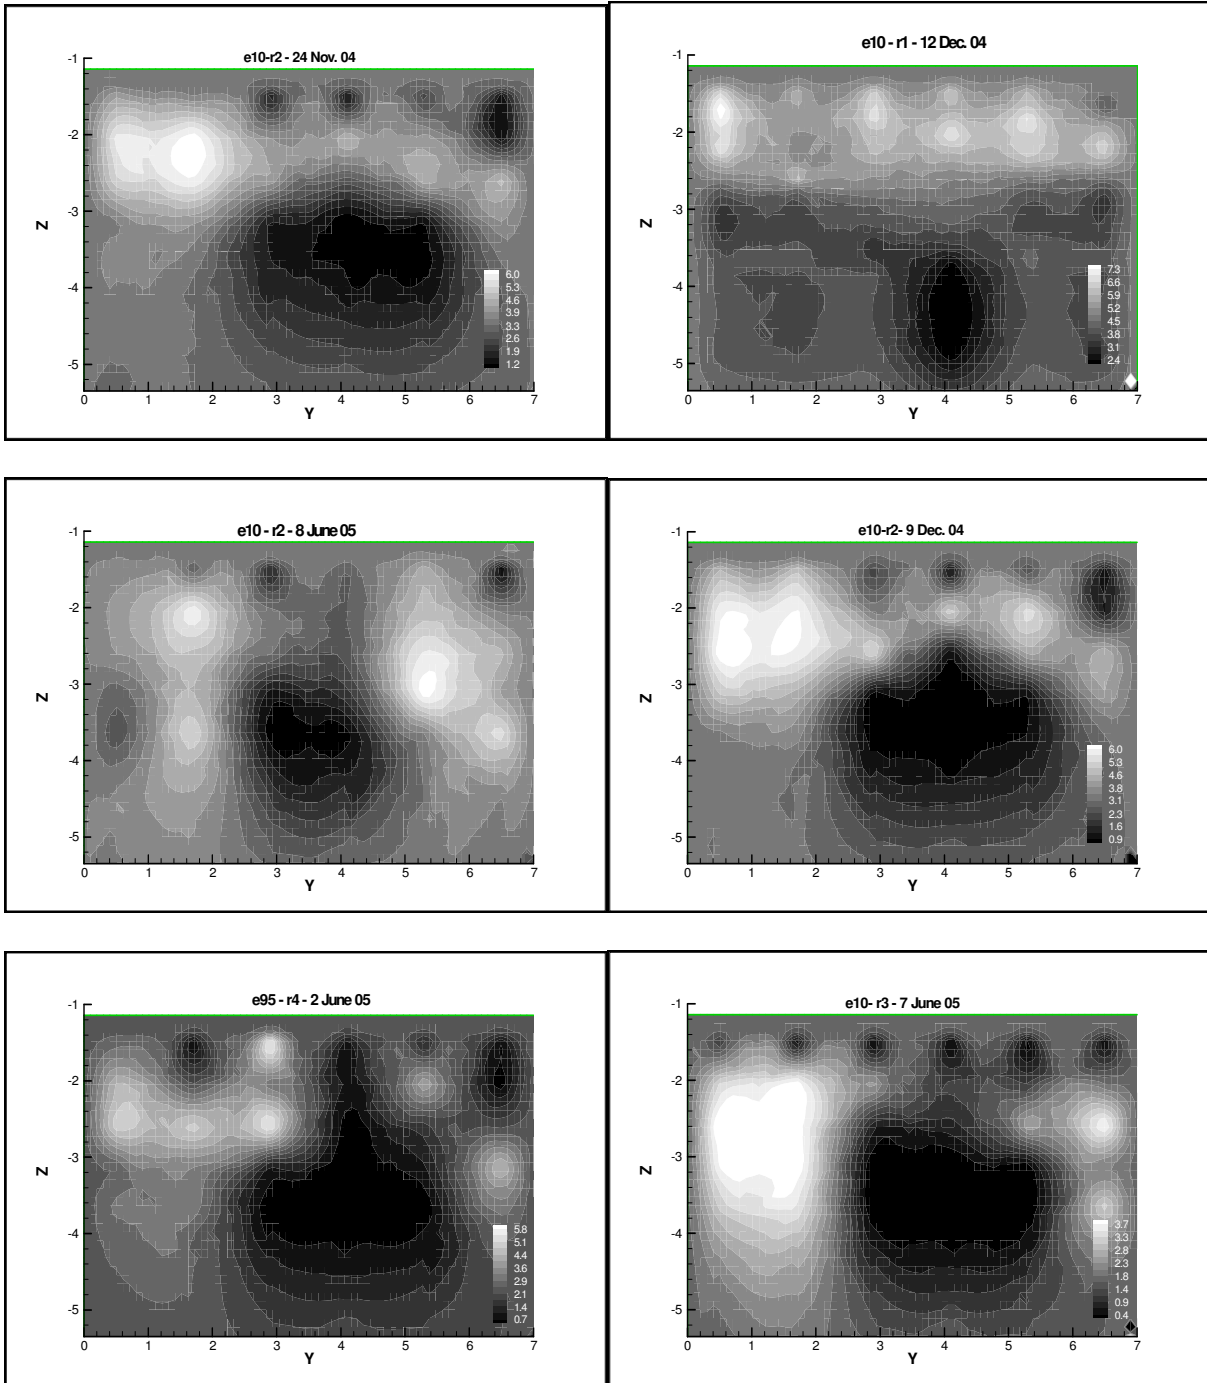 e10-r2 - 24 Nov. 04
-1
-2
-3
-4
-5
Z
6.0
5.3
4.6
3.9
3.3
2.6
1.9
1.2
0 1 2 3 4 5 6 7
Y
e10 - r1 - 12 Dec. 04
-1
-2
-3
-4
-5
Z
7.3
6.6
5.9
5.2
4.5
3.8
3.1
2.4
0 1 2 3 4 5 6 7
Y
e10 - r2 - 8 June 05
-1
-2
-3
-4
-5
Z
0 1 2 3 4 5 6 7
Y
e10-r2- 9 Dec. 04
-1
-2
-3
-4
-5
Z
6.0
5.3
4.6
3.8
3.1
2.3
1.6
0.9
0 1 2 3 4 5 6 7
Y
e95 - r4 - 2 June 05
-1
-2
-3
-4
-5
Z
5.8
5.1
4.4
3.6
2.9
2.1
1.4
0.7
0 1 2 3 4 5 6 7
Y
e10- r3 - 7 June 05
-1
-2
-3
-4
-5
Z
3.7
3.3
2.8
2.3
1.8
1.4
0.9
0.4
0 1 2 3 4 5 6 7
Y